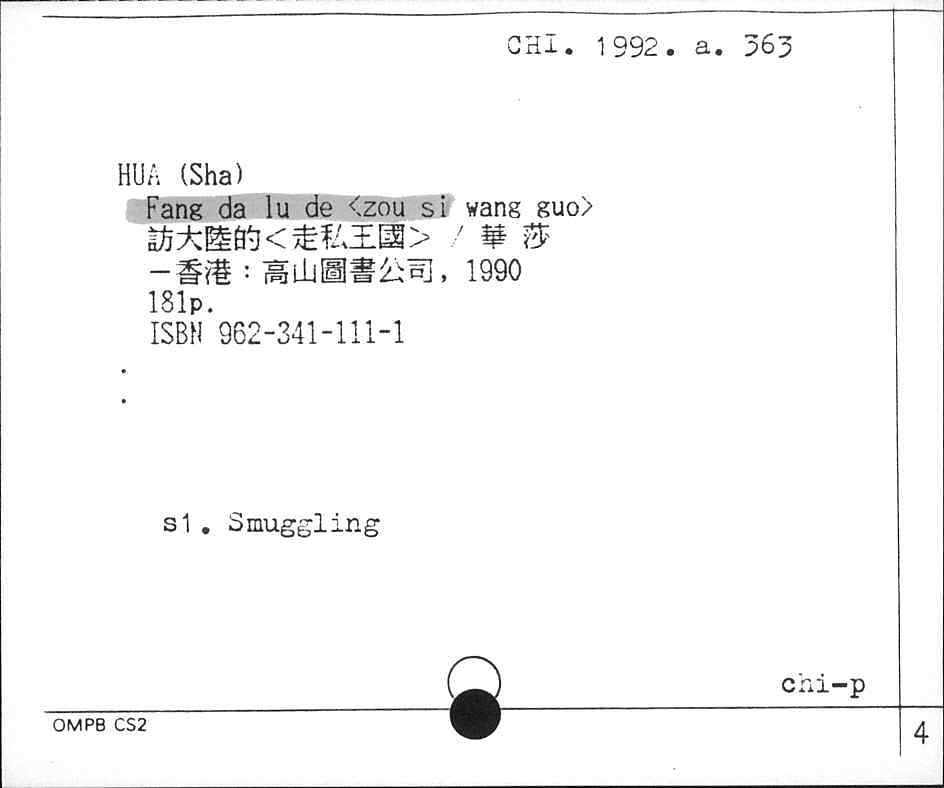 CHI. 1992. a. 363
HUA (Sha)
Fang da lu de <zou si wang guo>
訪大陸的<走私王國> / 華 莎
－香港：高山圖書公司, 1990
181p.
ISBN 962-341-111-1
.
.
s1. Smuggling
chi-p
OMPB CS2
4